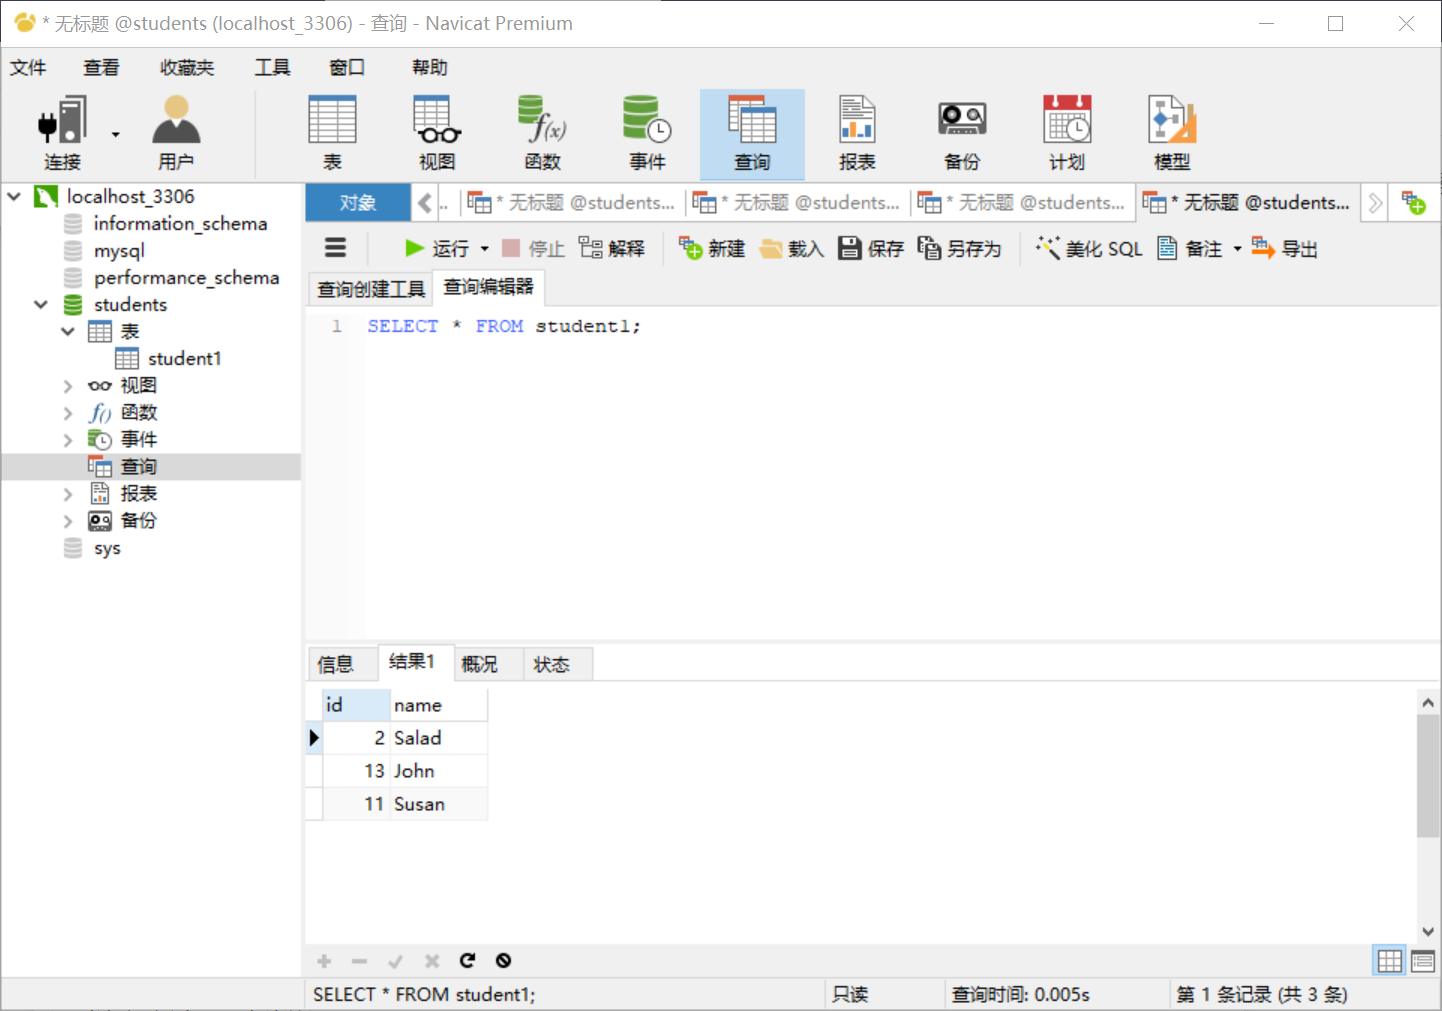 * 无标题 @students (localhost_3306) - 查询 - Navicat Premium
文件 查看 收藏夹 工具 窗口 帮助
连接 用户 表 视图 函数 事件 查询 报表 备份 计划 模型
localhost_3306
information_schema
mysql
performance_schema
students
表
student1
视图
函数
事件
查询
报表
备份
sys
对象 .. * 无标题 @students... * 无标题 @students... * 无标题 @students... * 无标题 @students...
运行 停止 解释 新建 载入 保存 另存为 美化 SQL 备注 导出
查询创建工具 查询编辑器
1 SELECT * FROM student1;
信息 结果1 概况 状态
id name
2 Salad
13 John
11 Susan
SELECT * FROM student1; 只读 查询时间: 0.005s 第 1 条记录 (共 3 条)